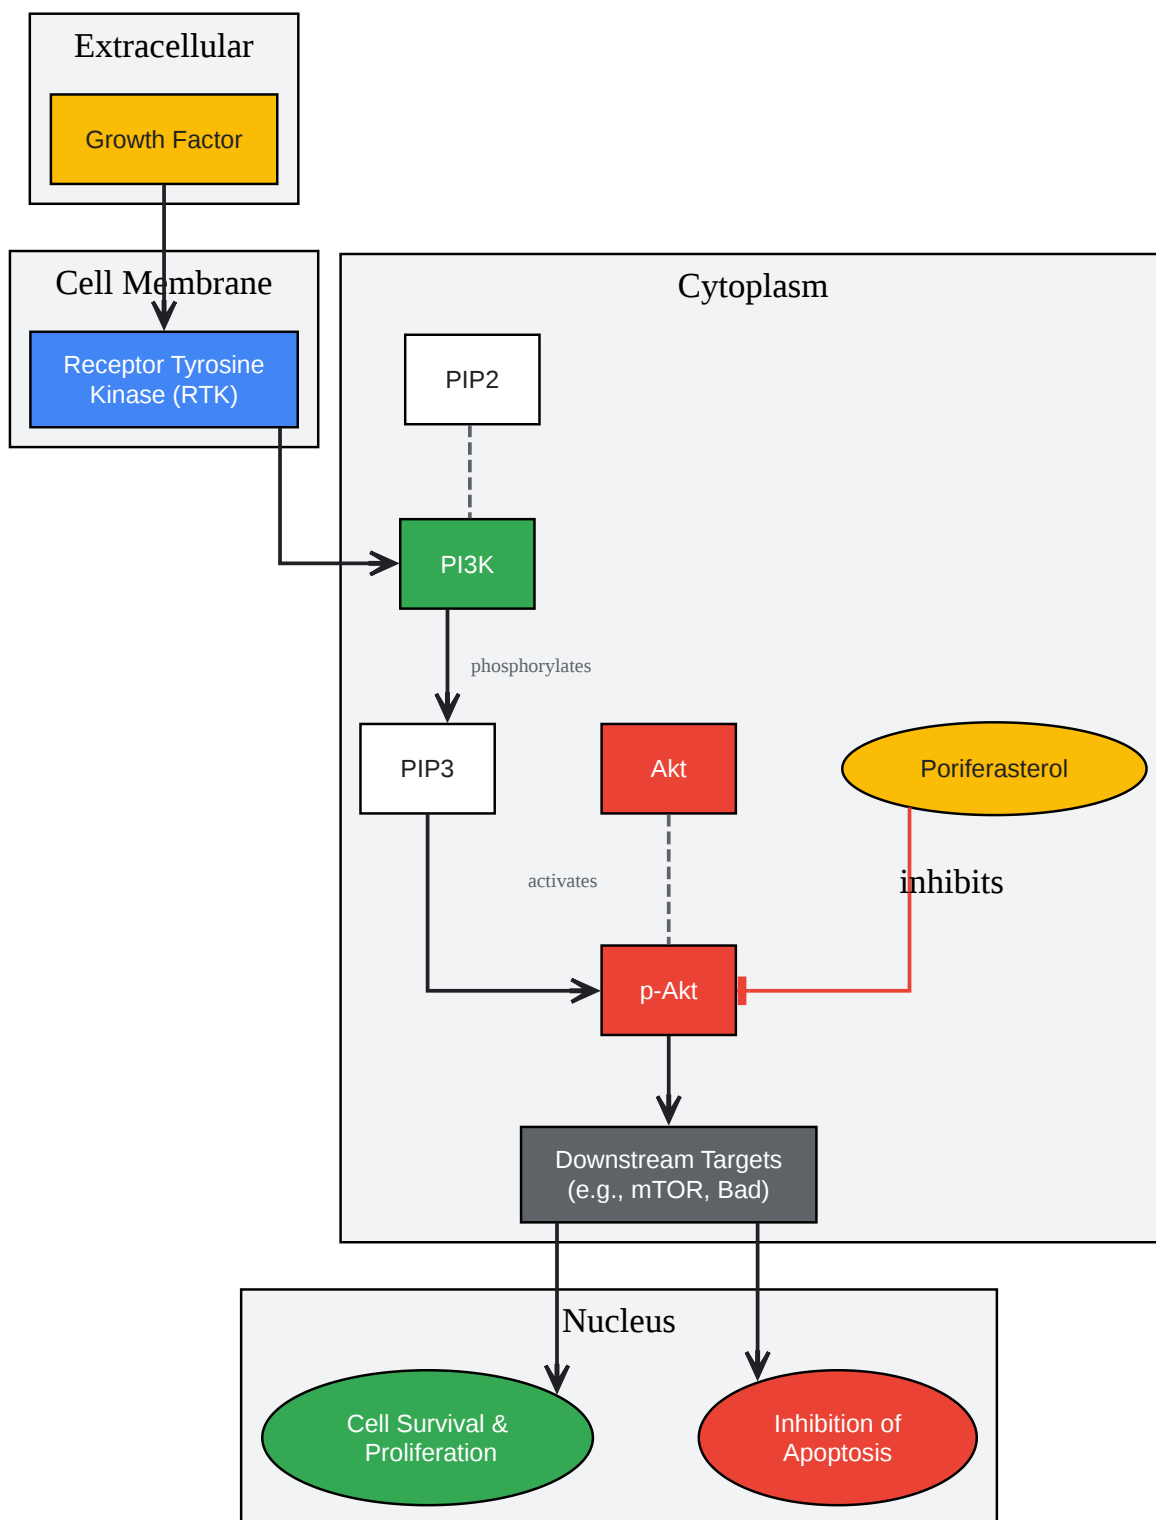 Extracellular
Growth Factor
Cell Membrane
Receptor Tyrosine
Kinase (RTK)
Cytoplasm
PIP2
PI3K
phosphorylates
PIP3
Akt
Poriferasterol
activates
inhibits
p-Akt
Downstream Targets
(e.g., mTOR, Bad)
Nucleus
Cell Survival &
Proliferation
Inhibition of
Apoptosis